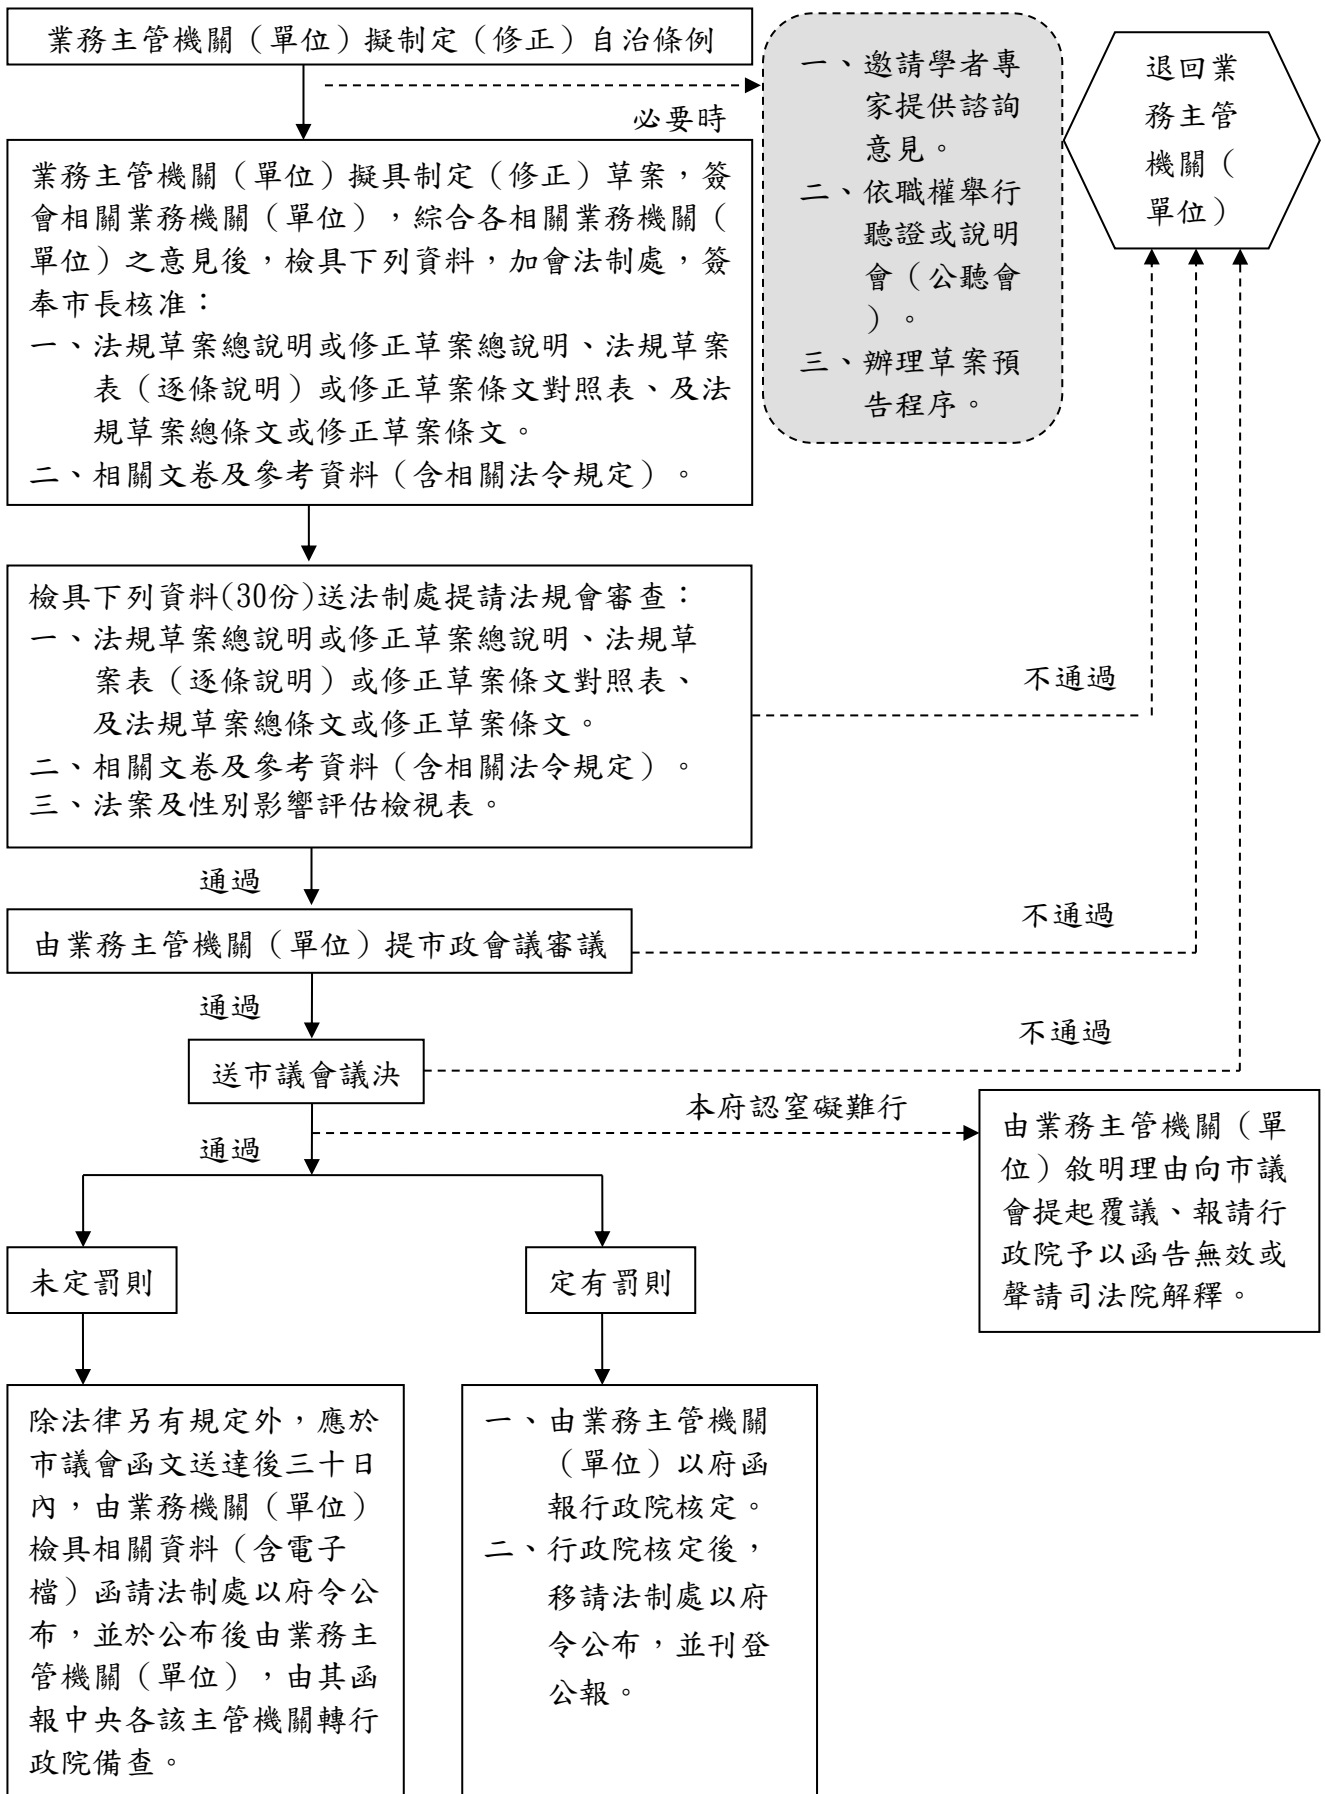 業務主管機關（單位）擬制定（修正）自治條例
必要時
一、邀請學者專
家提供諮詢
意見。
二、依職權舉行
聽證或說明
會（公聽會
）。
三、辦理草案預
告程序。
退回業
務主管
機關（
單位）
業務主管機關（單位）擬具制定（修正）草案，簽
會相關業務機關（單位），綜合各相關業務機關（
單位）之意見後，檢具下列資料，加會法制處，簽
奉市長核准：
一、法規草案總說明或修正草案總說明、法規草案
表（逐條說明）或修正草案條文對照表、及法
規草案總條文或修正草案條文。
二、相關文卷及參考資料（含相關法令規定）。
檢具下列資料(30份)送法制處提請法規會審查：
一、法規草案總說明或修正草案總說明、法規草
案表（逐條說明）或修正草案條文對照表、
及法規草案總條文或修正草案條文。
二、相關文卷及參考資料（含相關法令規定）。
三、法案及性別影響評估檢視表。
不通過
通過
由業務主管機關（單位）提市政會議審議
不通過
通過
送市議會議決
不通過
本府認窒礙難行
通過
由業務主管機關（單
位）敘明理由向市議
會提起覆議、報請行
政院予以函告無效或
聲請司法院解釋。
未定罰則
定有罰則
除法律另有規定外，應於
市議會函文送達後三十日
內，由業務機關（單位）
檢具相關資料（含電子
檔）函請法制處以府令公
布，並於公布後由業務主
管機關（單位），由其函
報中央各該主管機關轉行
政院備查。
一、由業務主管機關
（單位）以府函
報行政院核定。
二、行政院核定後，
移請法制處以府
令公布，並刊登
公報。